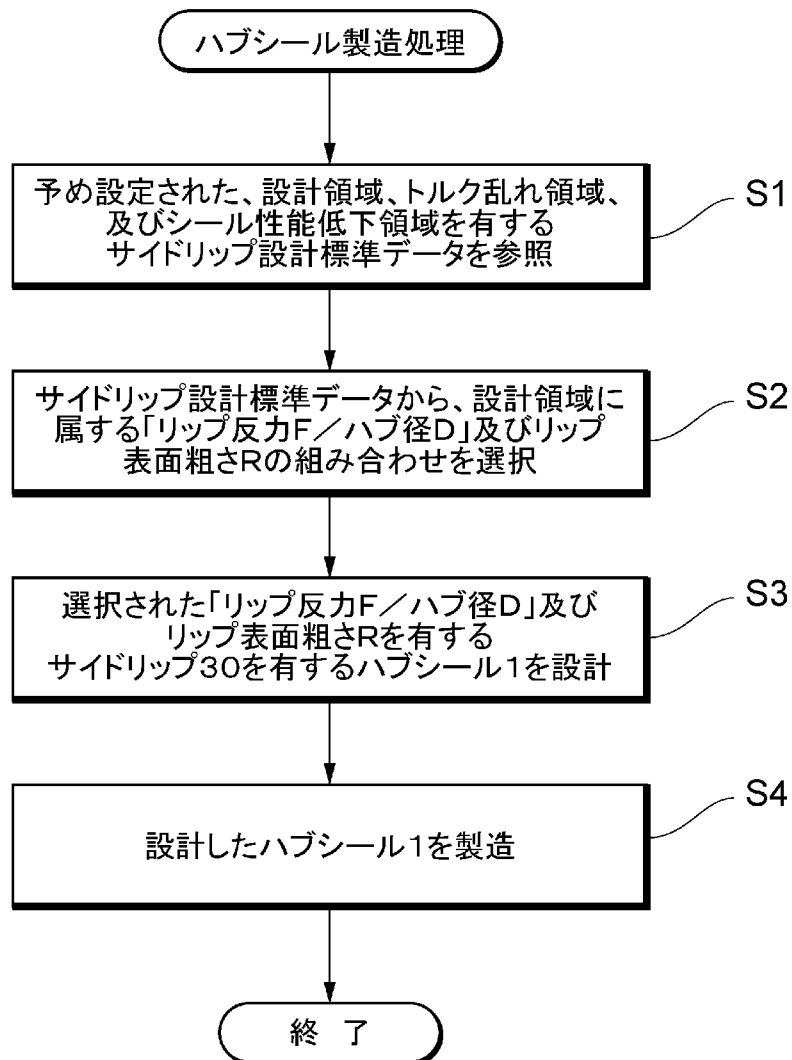 ハブシール製造処理
予め設定された、設計領域、トルク乱れ領域、
及びシール性能低下領域を有する
サイドリップ設計標準データを参照
S1
サイドリップ設計標準データから、設計領域に
属する「リップ反力F／ハブ径D」及びリップ
表面粗さRの組み合わせを選択
S2
選択された「リップ反力F／ハブ径D」及び
リップ表面粗さRを有する
サイドリップ30を有するハブシール1を設計
S3
設計したハブシール1を製造
S4
終 了